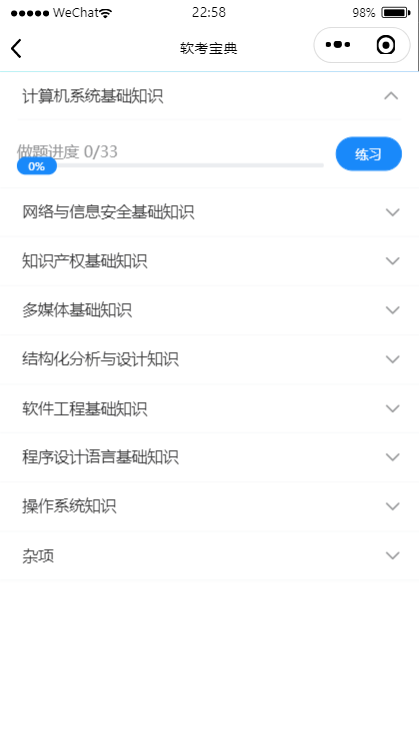 WeChat 22:58 98%
软考宝典
计算机系统基础知识
做题进度 0/33
0%
练习
网络与信息安全基础知识
知识产权基础知识
多媒体基础知识
结构化分析与设计知识
软件工程基础知识
程序设计语言基础知识
操作系统知识
杂项